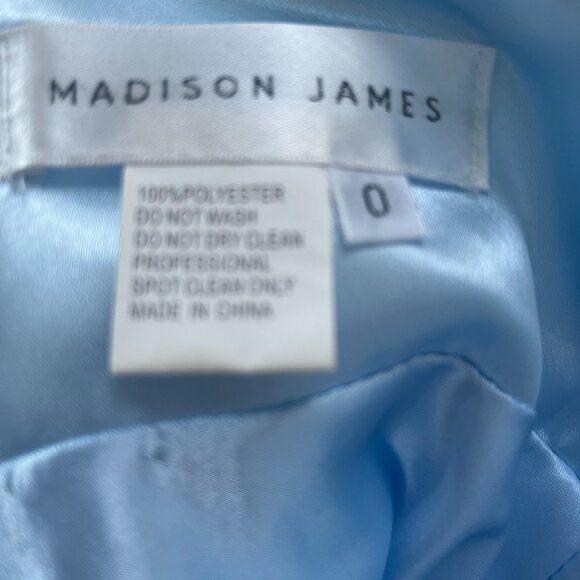 MADISON JAMES
0
100%POLYESTER
DO NOT WASH
DO NOT DRY CLEAN
PROFESSIONAL
SPOT CLEAN ONLY
MADE IN CHINA